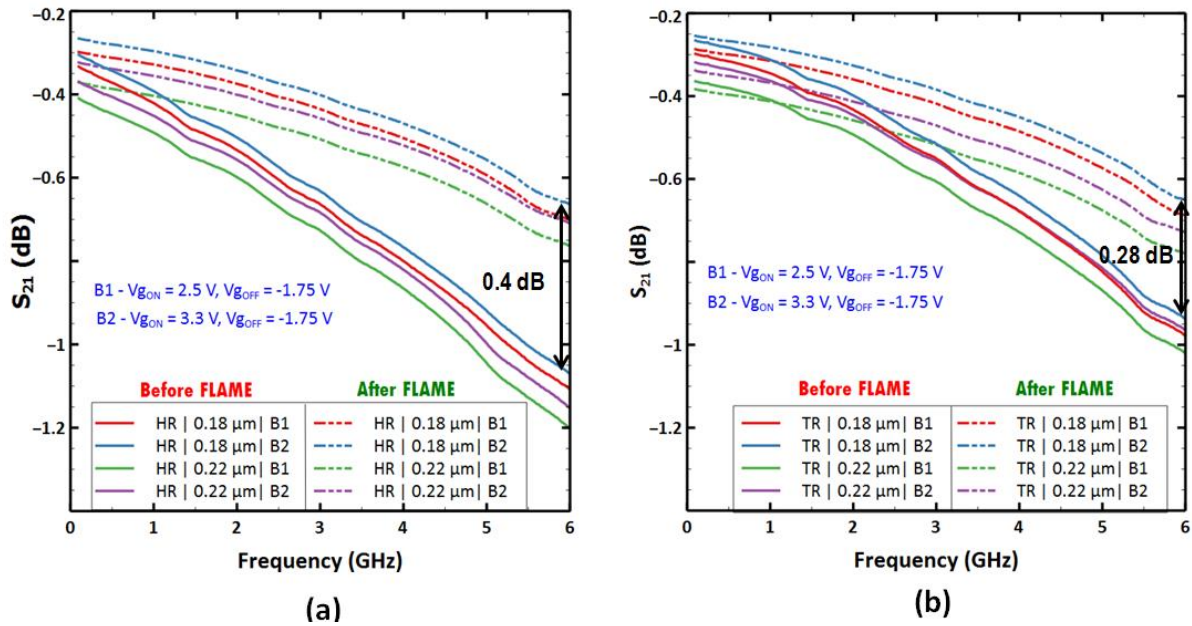 −0.2
−0.4
−0.6
−0.8
−1
−1.2
S21 (dB)
0.4 dB
B1 - VgON = 2.5 V, VgOFF = -1.75 V
B2 - VgON = 3.3 V, VgOFF = -1.75 V
Before FLAME After FLAME
HR | 0.18 µm| B1 HR | 0.18 µm| B1
HR | 0.18 µm| B2 HR | 0.18 µm| B2
HR | 0.22 µm| B1 HR | 0.22 µm| B1
HR | 0.22 µm| B2 HR | 0.22 µm| B2
0 1 2 3 4 5 6
Frequency (GHz)
(a)
−0.2
−0.4
−0.6
−0.8
−1
−1.2
S21 (dB)
0.28 dB
B1 - VgON = 2.5 V, VgOFF = -1.75 V
B2 - VgON = 3.3 V, VgOFF = -1.75 V
Before FLAME After FLAME
TR | 0.18 µm| B1 TR | 0.18 µm| B1
TR | 0.18 µm| B2 TR | 0.18 µm| B2
TR | 0.22 µm| B1 TR | 0.22 µm| B1
TR | 0.22 µm| B2 TR | 0.22 µm| B2
0 1 2 3 4 5 6
Frequency (GHz)
(b)